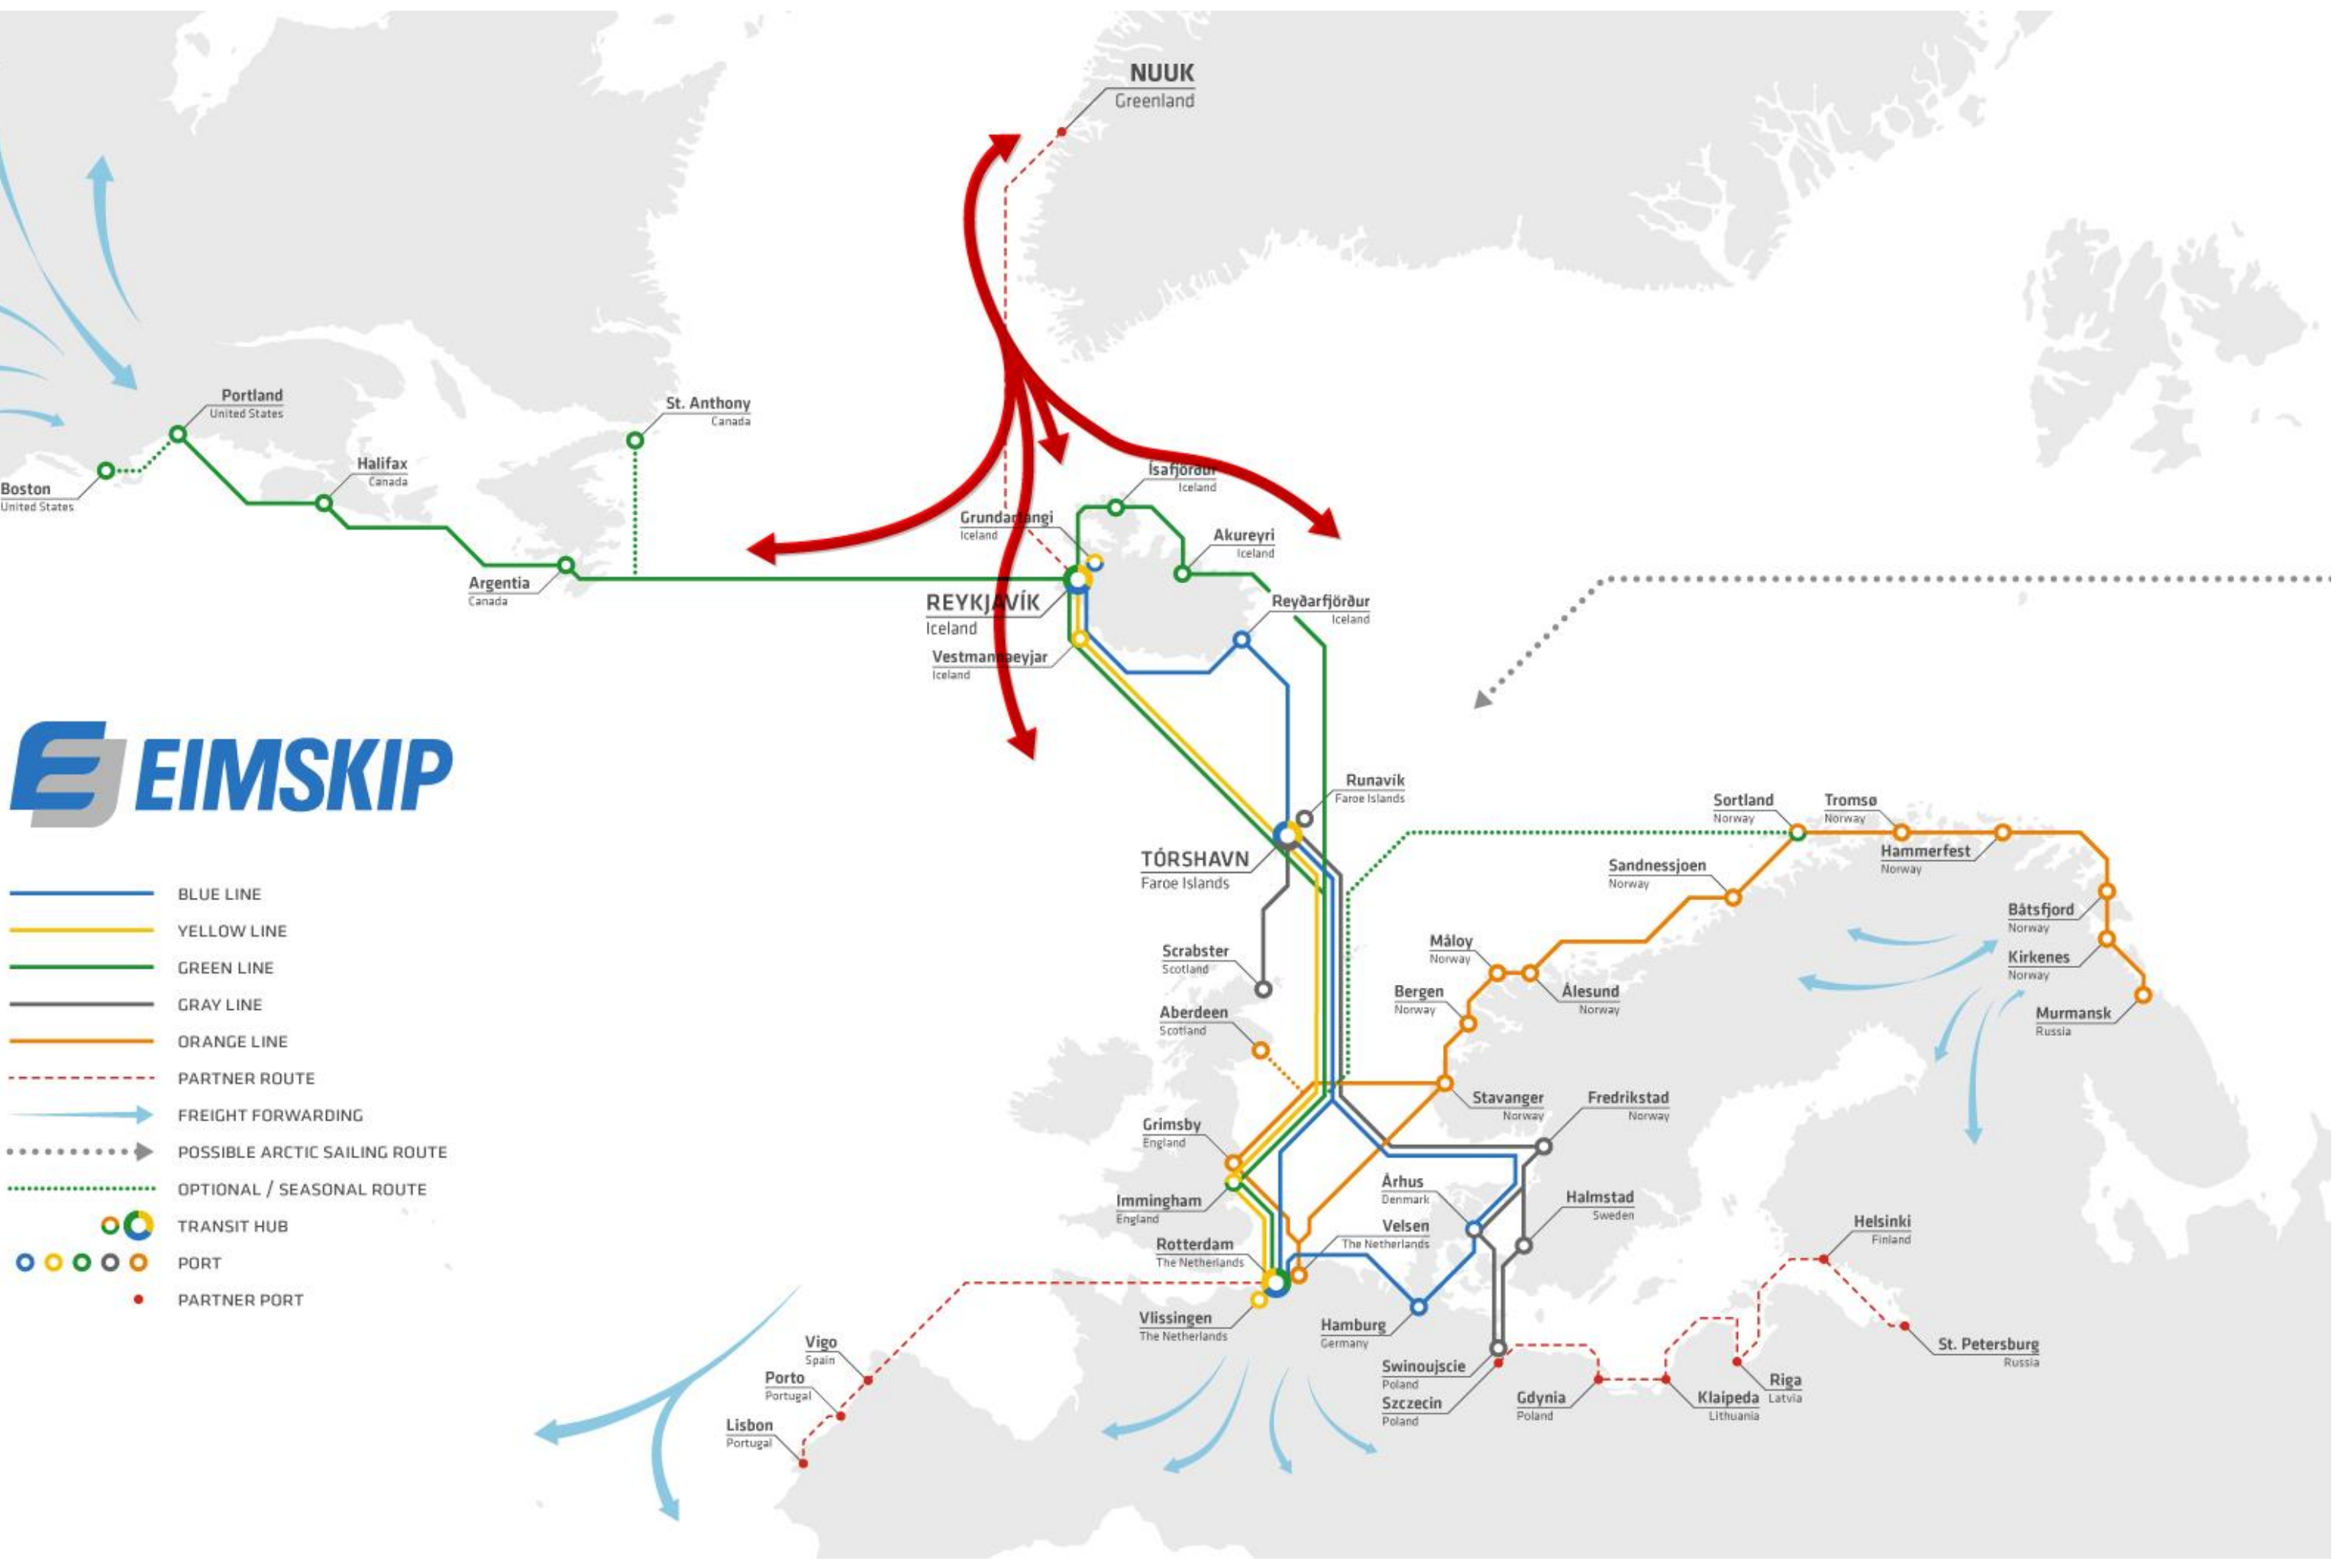 NUUK
Greenland
Portland
United States
St. Anthony
Canada
Halifax
Canada
Boston
United States
Ísafjörður
Iceland
Grundartangi
Iceland
Akureyri
Iceland
Argentia
Canada
REYKJAVÍK
Iceland
Reyðarfjörður
Iceland
Vestmannaeyjar
Iceland
EIMSKIP
Runavík
Faroe Islands
Sortland
Norway
Tromsø
Norway
TÓRSHAVN
Faroe Islands
Hammerfest
Norway
Sandnessjoen
Norway
BLUE LINE
YELLOW LINE
GREEN LINE
GRAY LINE
ORANGE LINE
PARTNER ROUTE
FREIGHT FORWARDING
POSSIBLE ARCTIC SAILING ROUTE
OPTIONAL / SEASONAL ROUTE
TRANSIT HUB
PORT
PARTNER PORT
Båtsfjord
Norway
Måloy
Norway
Scrabster
Scotland
Kirkenes
Norway
Bergen
Norway
Ålesund
Norway
Aberdeen
Scotland
Murmansk
Russia
Stavanger
Norway
Fredrikstad
Norway
Grimsby
England
Århus
Denmark
Halmstad
Sweden
Immingham
England
Velsen
The Netherlands
Helsinki
Finland
Rotterdam
The Netherlands
Vlissingen
The Netherlands
Hamburg
Germany
Vigo
Spain
St. Petersburg
Russia
Swinoujscie
Poland
Porto
Portugal
Riga
Latvia
Szczecin
Poland
Gdynia
Poland
Klaipeda
Lithuania
Lisbon
Portugal